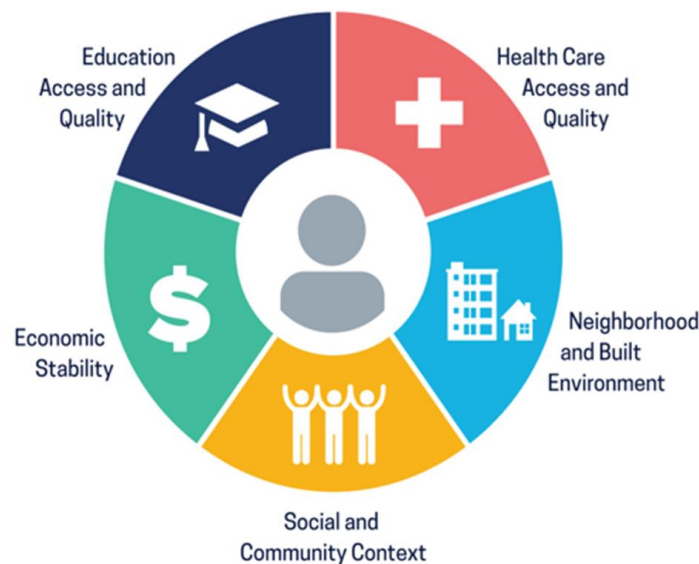 Education
Access and
Quality
Health Care
Access and
Quality
Economic
Stability
Neighborhood
and Built
Environment
Social and
Community Context